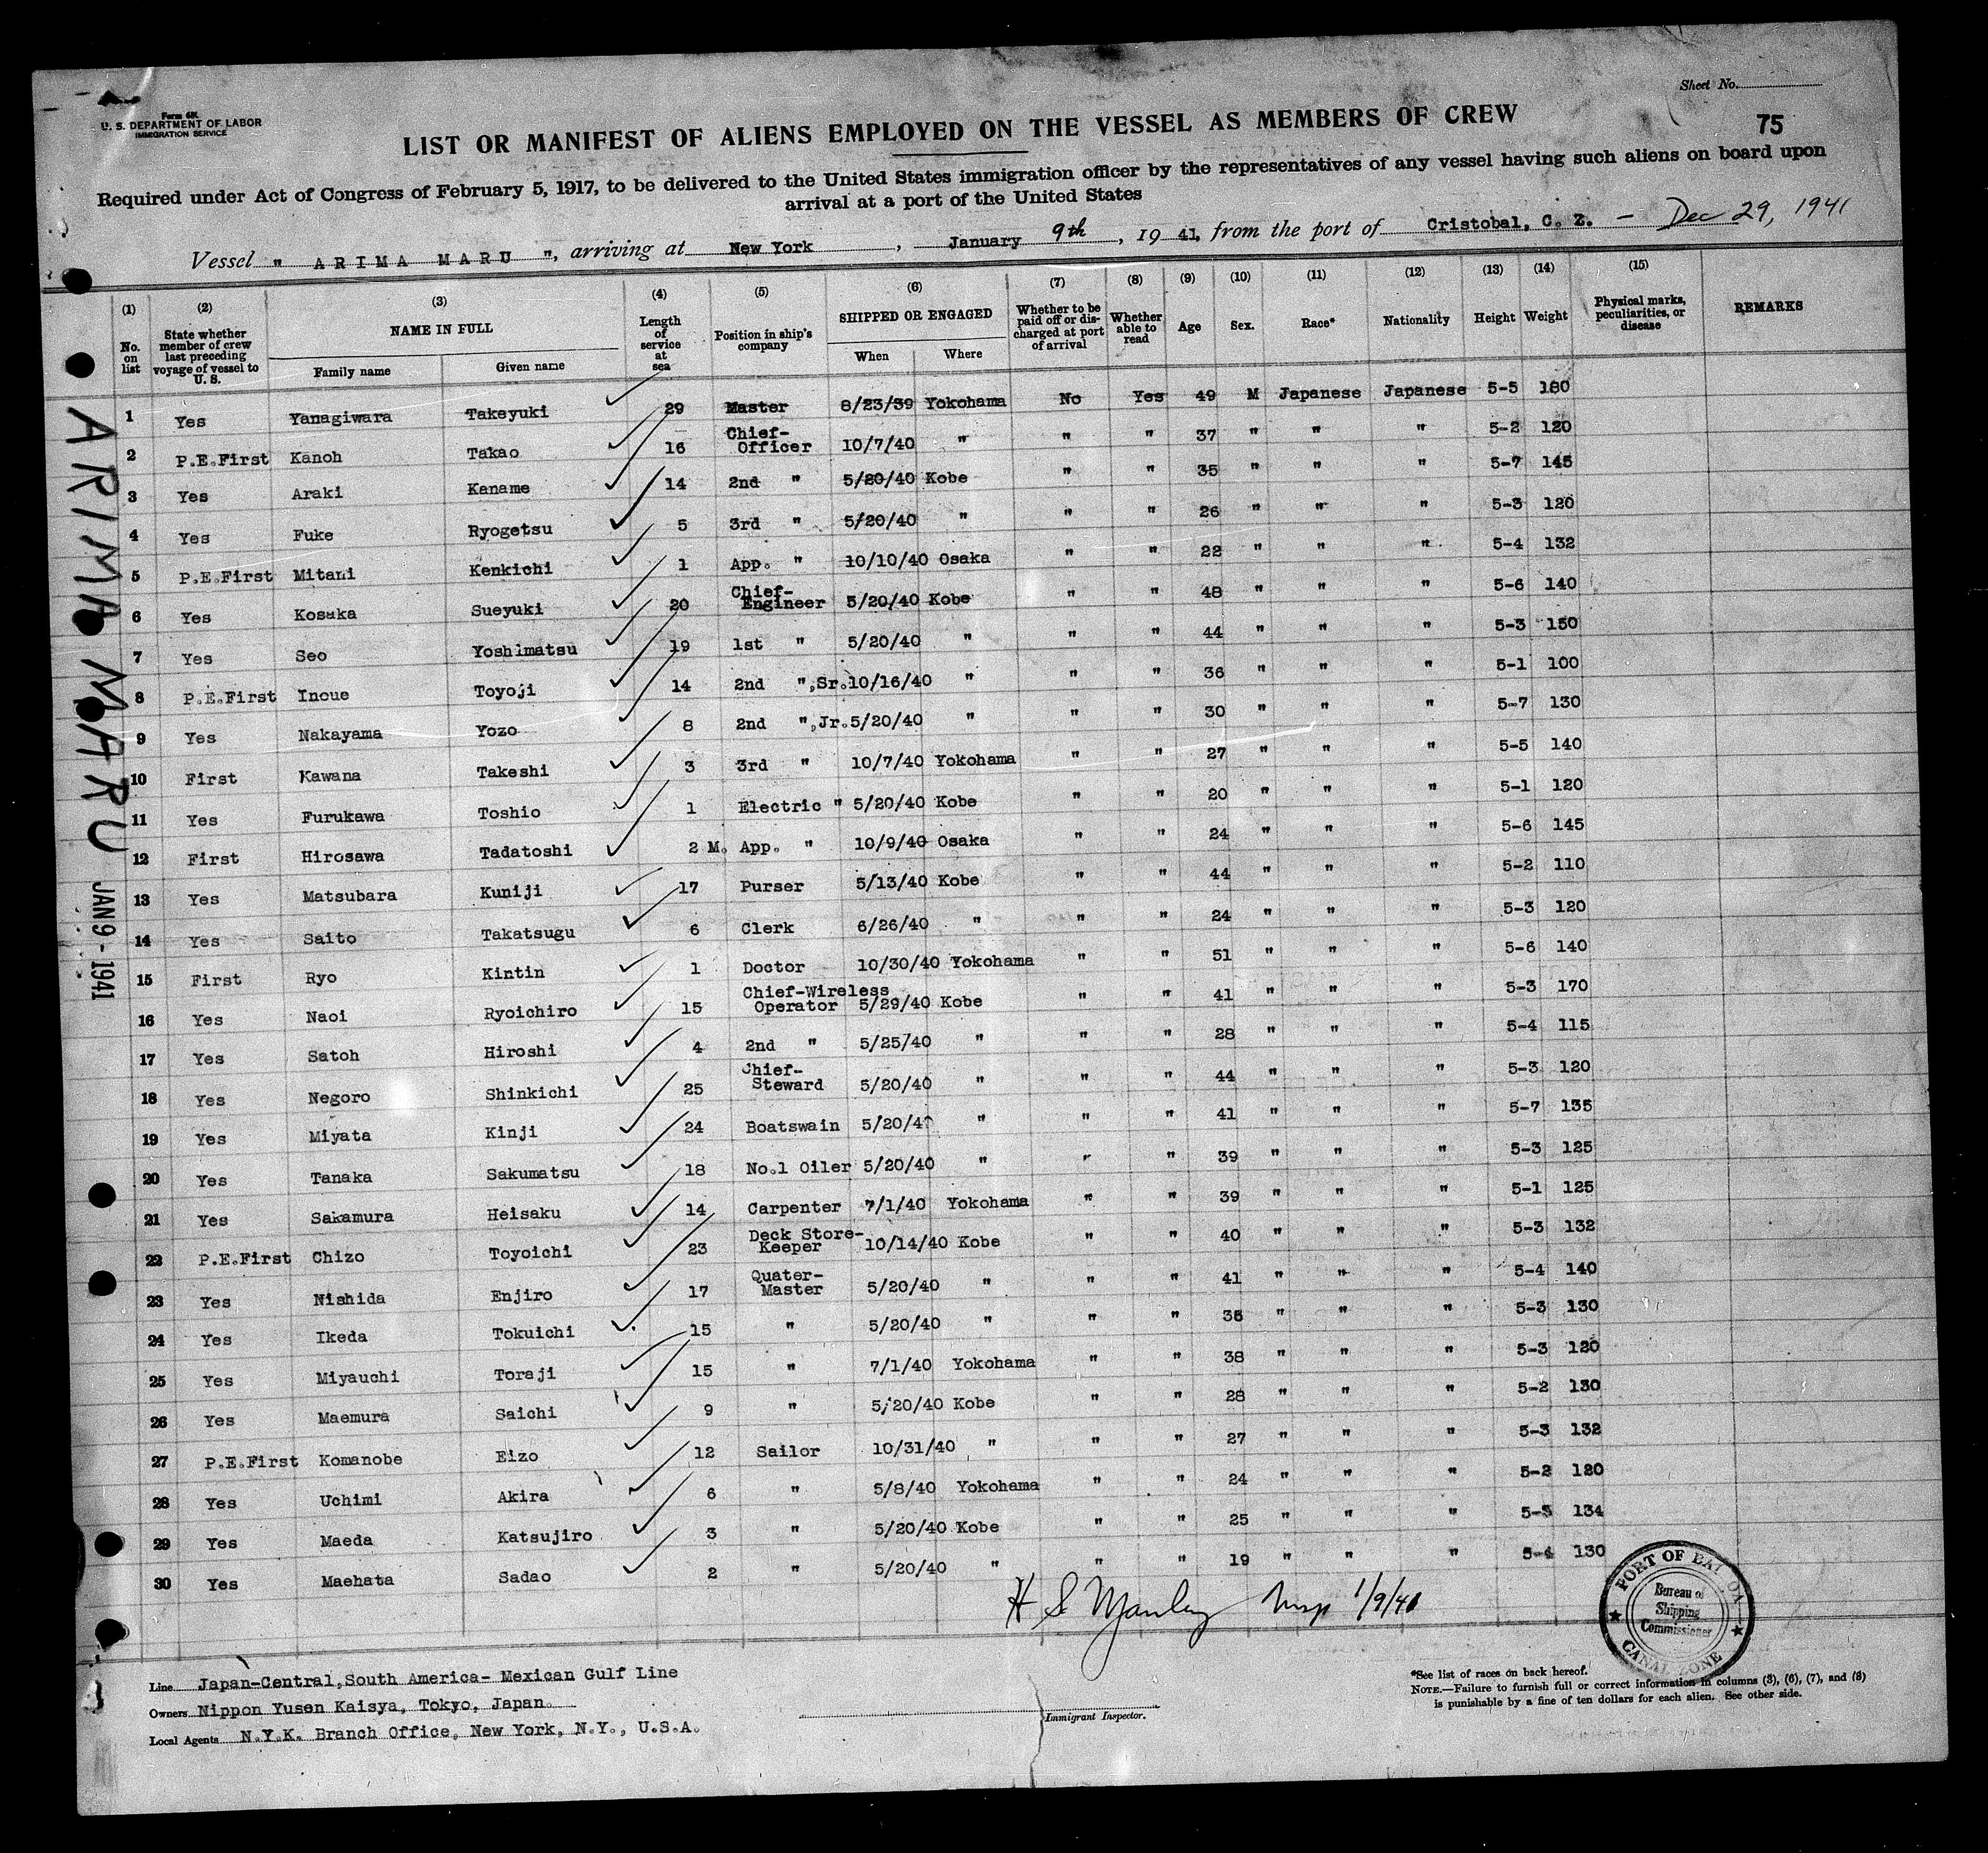 Sheet No.
Form 681
U. S. DEPARTMENT OF LABOR
IMMIGRATION SERVICE
75
LIST OR MANIFEST OF ALIENS EMPLOYED ON THE VESSEL AS MEMBERS OF CREW
Required under Act of Congress of February 5, 1917, to be delivered to the United States immigration officer by the representatives of any vessel having such aliens on board upon
arrival at a port of the United States
Vessel " ARIMA MARU ", arriving at New York, January 9th, 1941, from the port of Cristobal, C. Z. - Dec 29, 1941
(1) (2) (3) (4) (5) (6) (7) (8) (9) (10) (11) (12) (13) (14) (15)
No. on list | State whether member of crew last preceding voyage of vessel to U. S. | NAME IN FULL | Family name | Given name | Length of service at sea | Position in ship's company | SHIPPED OR ENGAGED | When | Where | Whether to be paid off or discharged at port of arrival | Whether able to read | Age | Sex. | Race* | Nationality | Height | Weight | Physical marks, peculiarities, or disease | REMARKS
1 Yes Yanagiwara Takeyuki 29 Master 8/23/39 Yokohama No Yes 49 M Japanese Japanese 5-5 160
2 P.E.First Kanoh Takao 16 Chief-Officer 10/7/40 " " " 37 " " " 5-2 120
3 Yes Araki Kaname 14 2nd " 5/20/40 Kobe " " 35 " " " 5-7 145
4 Yes Fuke Ryogetsu 5 3rd " 5/20/40 " " " 26 " " " 5-3 120
5 P.E.First Mitani Kenkichi 1 App. " 10/10/40 Osaka " " 22 " " " 5-4 132
6 Yes Kosaka Sueyuki 20 Chief-Engineer 5/20/40 Kobe " " 48 " " " 5-6 140
7 Yes Seo Yoshimatsu 19 1st " 5/20/40 " " " 44 " " " 5-3 150
8 P.E.First Inoue Toyoji 14 2nd ",Sr. 10/16/40 " " " 36 " " " 5-1 100
9 Yes Nakayama Yozo 8 2nd ",Jr. 5/20/40 " " " 30 " " " 5-7 130
10 First Kawana Takeshi 3 3rd " 10/7/40 Yokohama " " 27 " " " 5-5 140
11 Yes Furukawa Toshio 1 Electric " 5/20/40 Kobe " " 20 " " " 5-1 120
12 First Hirosawa Tadatoshi 2 M. App. " 10/9/40 Osaka " " 24 " " " 5-6 145
13 Yes Matsubara Kuniji 17 Purser 5/13/40 Kobe " " 44 " " " 5-2 110
14 Yes Saito Takatsugu 6 Clerk 6/26/40 " " " 24 " " " 5-3 120
15 First Ryo Kintin 1 Doctor 10/30/40 Yokohama " " 51 " " " 5-6 140
16 Yes Naoi Ryoichiro 15 Chief-Wireless Operator 5/29/40 Kobe " " 41 " " " 5-3 170
17 Yes Satoh Hiroshi 4 2nd " 5/25/40 " " " 28 " " " 5-4 115
18 Yes Negoro Shinkichi 25 Chief-Steward 5/20/40 " " " 44 " " " 5-3 120
19 Yes Miyata Kinji 24 Boatswain 5/20/40 " " " 41 " " " 5-7 135
20 Yes Tanaka Sakumatsu 18 No.1 Oiler 5/20/40 " " " 39 " " " 5-3 125
21 Yes Sakamura Heisaku 14 Carpenter 7/1/40 Yokohama " " 39 " " " 5-1 125
22 P.E.First Chizo Toyoichi 23 Deck Store-Keeper 10/14/40 Kobe " " 40 " " " 5-3 132
23 Yes Nishida Enjiro 17 Quater-Master 5/20/40 " " " 41 " " " 5-4 140
24 Yes Ikeda Tokuichi 15 " 5/20/40 " " " 36 " " " 5-3 130
25 Yes Miyauchi Toraji 15 " 7/1/40 Yokohama " " 38 " " " 5-3 120
26 Yes Maemura Saichi 9 " 5/20/40 Kobe " " 28 " " " 5-2 130
27 P.E.First Komanobe Eizo 12 Sailor 10/31/40 " " " 27 " " " 5-3 132
28 Yes Uchimi Akira 6 " 5/8/40 Yokohama " " 24 " " " 5-2 120
29 Yes Maeda Katsujiro 3 " 5/20/40 Kobe " " 25 " " " 134
30 Yes Maehata Sadao 2 " 5/20/40 " " " 19 " " " 5-4 130
ARIMA MARU
JAN 9 - 1941
H S Manley Insp 1/9/41
PORT OF BALBOA
Bureau of
Shipping
Commissioner
CANAL ZONE
Line Japan-Central,South America- Mexican Gulf Line
Owners Nippon Yusen Kaisya, Tokyo, Japan.
Local Agents N.Y.K. Branch Office, New York, N.Y., U.S.A.
Immigrant Inspector.
*See list of races on back hereof.
NOTE.—Failure to furnish full or correct information in columns (3), (6), (7), and (8)
is punishable by a fine of ten dollars for each alien. See other side.